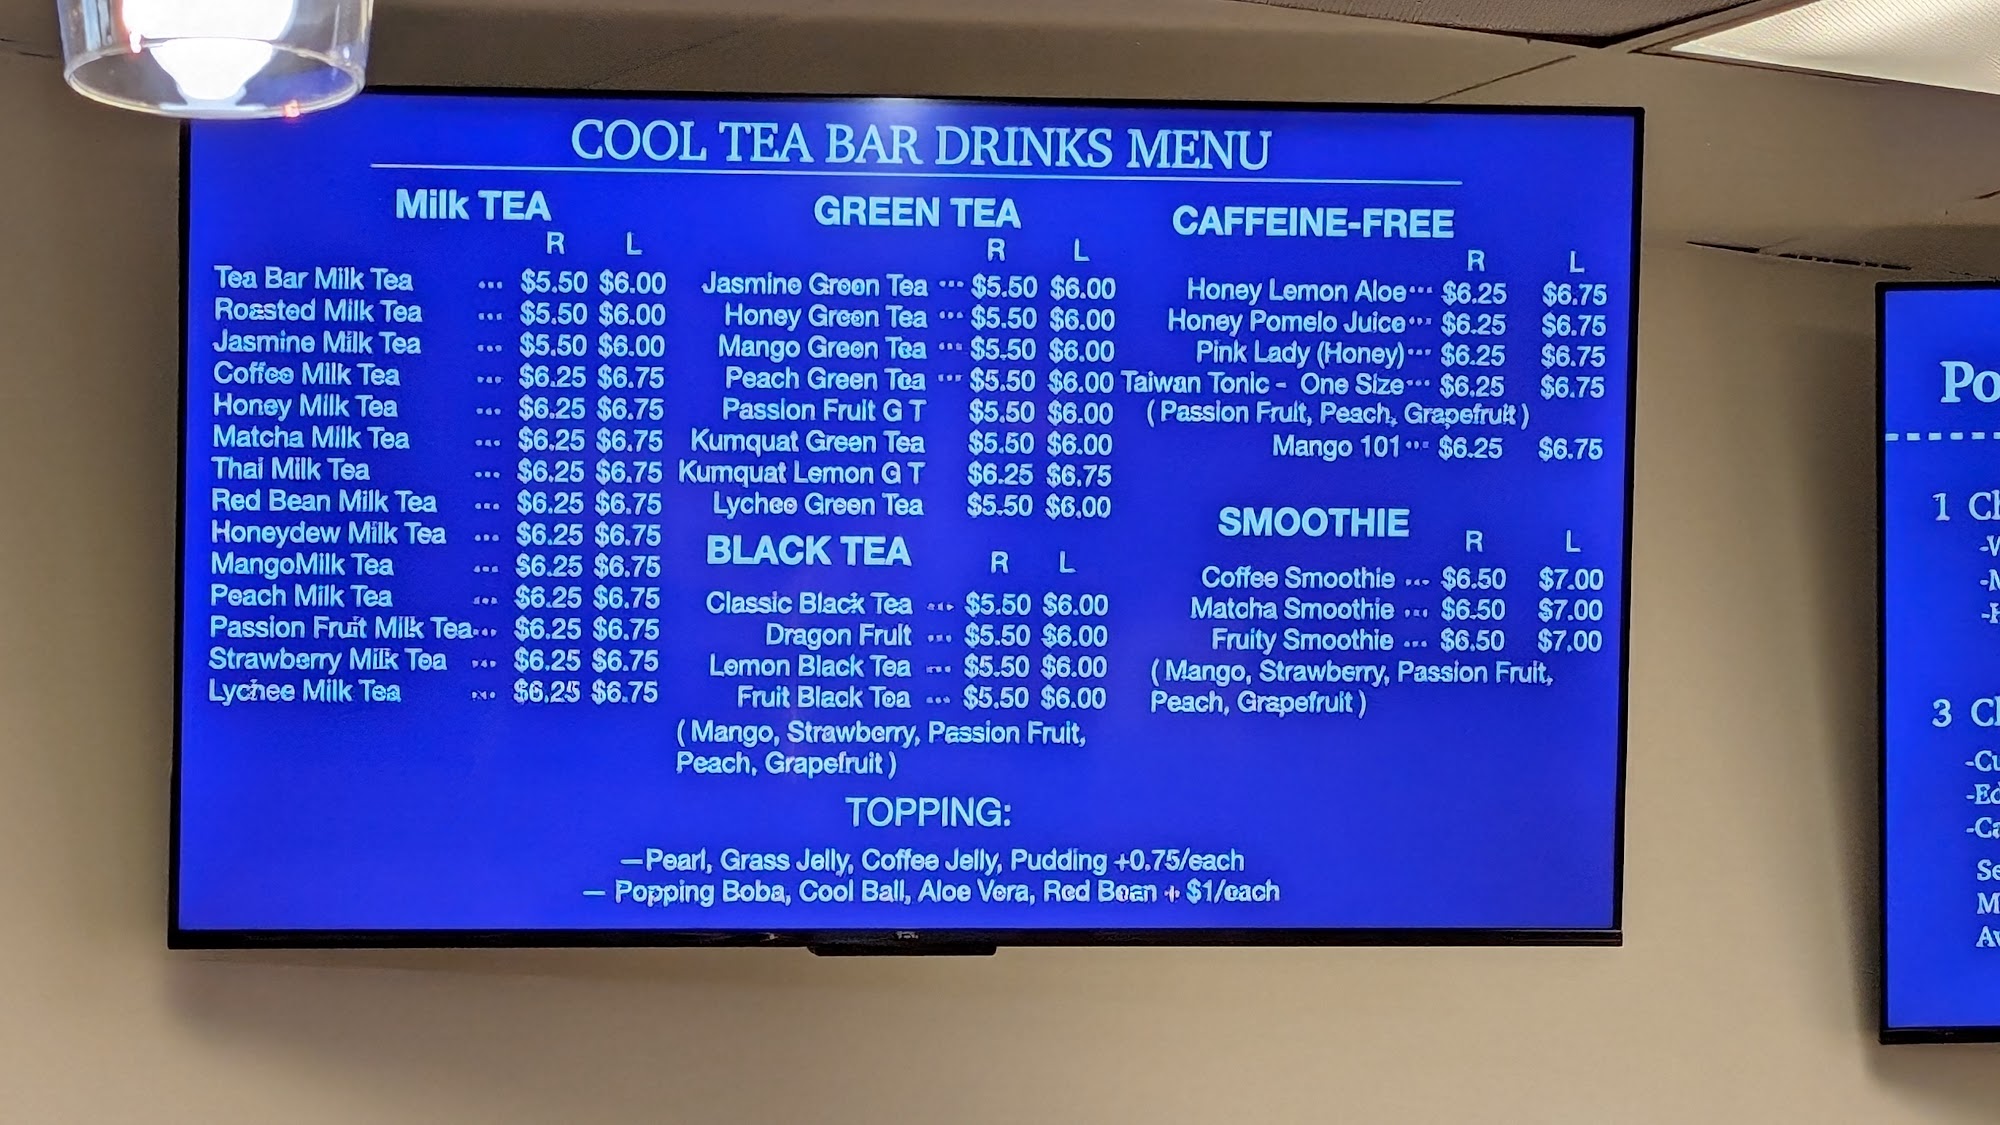 COOL TEA BAR DRINKS MENU
Milk TEA
R L
Tea Bar Milk Tea ... $5.50 $6.00
Roasted Milk Tea ... $5.50 $6.00
Jasmine Milk Tea ... $5.50 $6.00
Coffee Milk Tea ... $6.25 $6.75
Honey Milk Tea ... $6.25 $6.75
Matcha Milk Tea ... $6.25 $6.75
Thai Milk Tea ... $6.25 $6.75
Red Bean Milk Tea ... $6.25 $6.75
Honeydew Milk Tea ... $6.25 $6.75
MangoMilk Tea ... $6.25 $6.75
Peach Milk Tea ... $6.25 $6.75
Passion Fruit Milk Tea... $6.25 $6.75
Strawberry Milk Tea ... $6.25 $6.75
Lychee Milk Tea ... $6.25 $6.75
GREEN TEA
R L
Jasmine Green Tea ... $5.50 $6.00
Honey Green Tea ... $5.50 $6.00
Mango Green Tea ... $5.50 $6.00
Peach Green Tea ... $5.50 $6.00
Passion Fruit G T $5.50 $6.00
Kumquat Green Tea $5.50 $6.00
Kumquat Lemon G T $6.25 $6.75
Lychee Green Tea $5.50 $6.00
BLACK TEA R L
Classic Black Tea ... $5.50 $6.00
Dragon Fruit ... $5.50 $6.00
Lemon Black Tea ... $5.50 $6.00
Fruit Black Tea ... $5.50 $6.00
( Mango, Strawberry, Passion Fruit,
Peach, Grapefruit )
CAFFEINE-FREE
R L
Honey Lemon Aloe... $6.25 $6.75
Honey Pomelo Juice... $6.25 $6.75
Pink Lady (Honey)... $6.25 $6.75
Taiwan Tonic - One Size... $6.25 $6.75
( Passion Fruit, Peach, Grapefruit )
Mango 101... $6.25 $6.75
SMOOTHIE R L
Coffee Smoothie ... $6.50 $7.00
Matcha Smoothie ... $6.50 $7.00
Fruity Smoothie ... $6.50 $7.00
( Mango, Strawberry, Passion Fruit,
Peach, Grapefruit )
TOPPING:
—Pearl, Grass Jelly, Coffee Jelly, Pudding +0.75/each
— Popping Boba, Cool Ball, Aloe Vera, Red Bean + $1/each
1
3